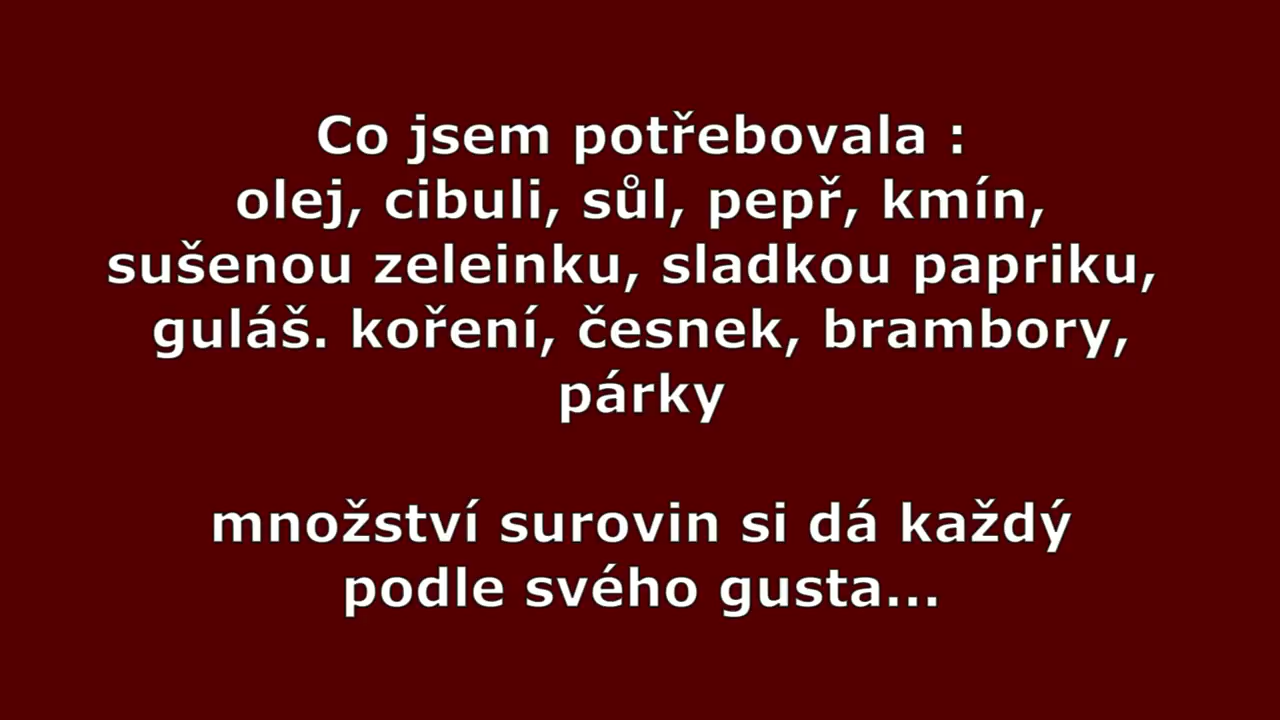 Co jsem potřebovala :
olej, cibuli, sůl, pepř, kmín,
sušenou zeleinku, sladkou papriku,
guláš. koření, česnek, brambory,
párky
množství surovin si dá každý
podle svého gusta...